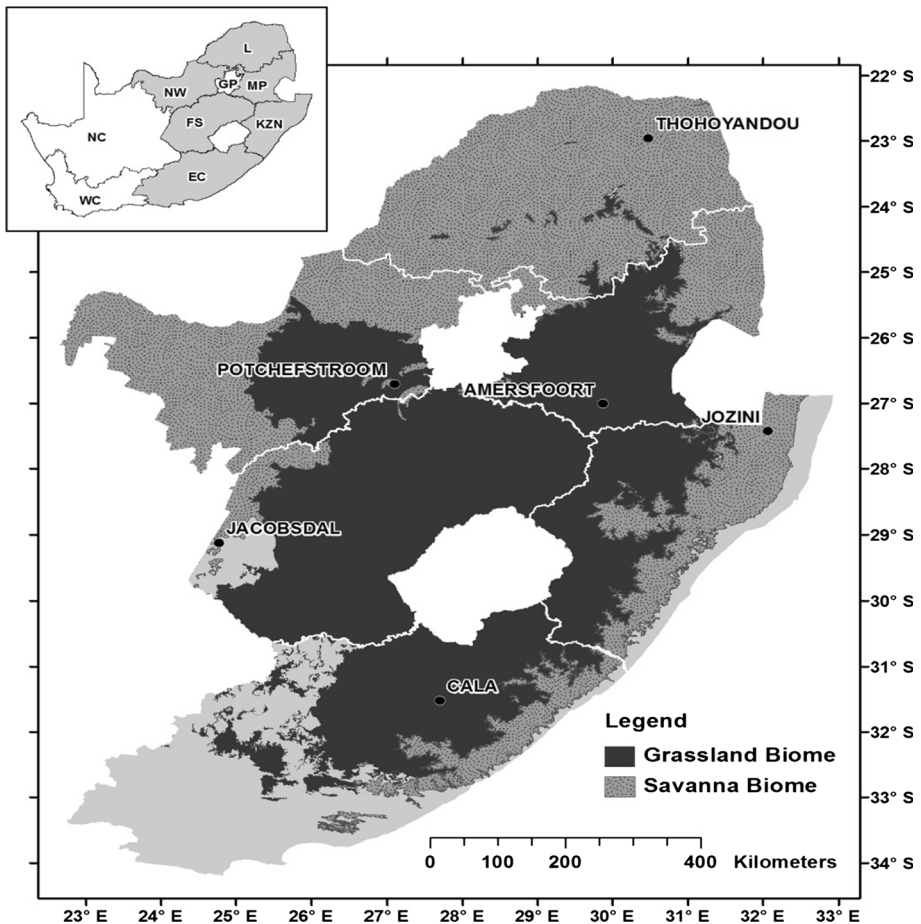 L
NW
GP
MP
FS
KZN
NC
EC
WC
22° S
THOHOYANDOU
23° S
24° S
25° S
26° S
POTCHEFSTROOM
AMERSFOORT
27° S
JOZINI
28° S
JACOBSDAL
29° S
30° S
31° S
CALA
Legend
32° S
Grassland Biome
Savanna Biome
33° S
0 100 200 400 Kilometers
34° S
23° E 24° E 25° E 26° E 27° E 28° E 29° E 30° E 31° E 32° E 33° E